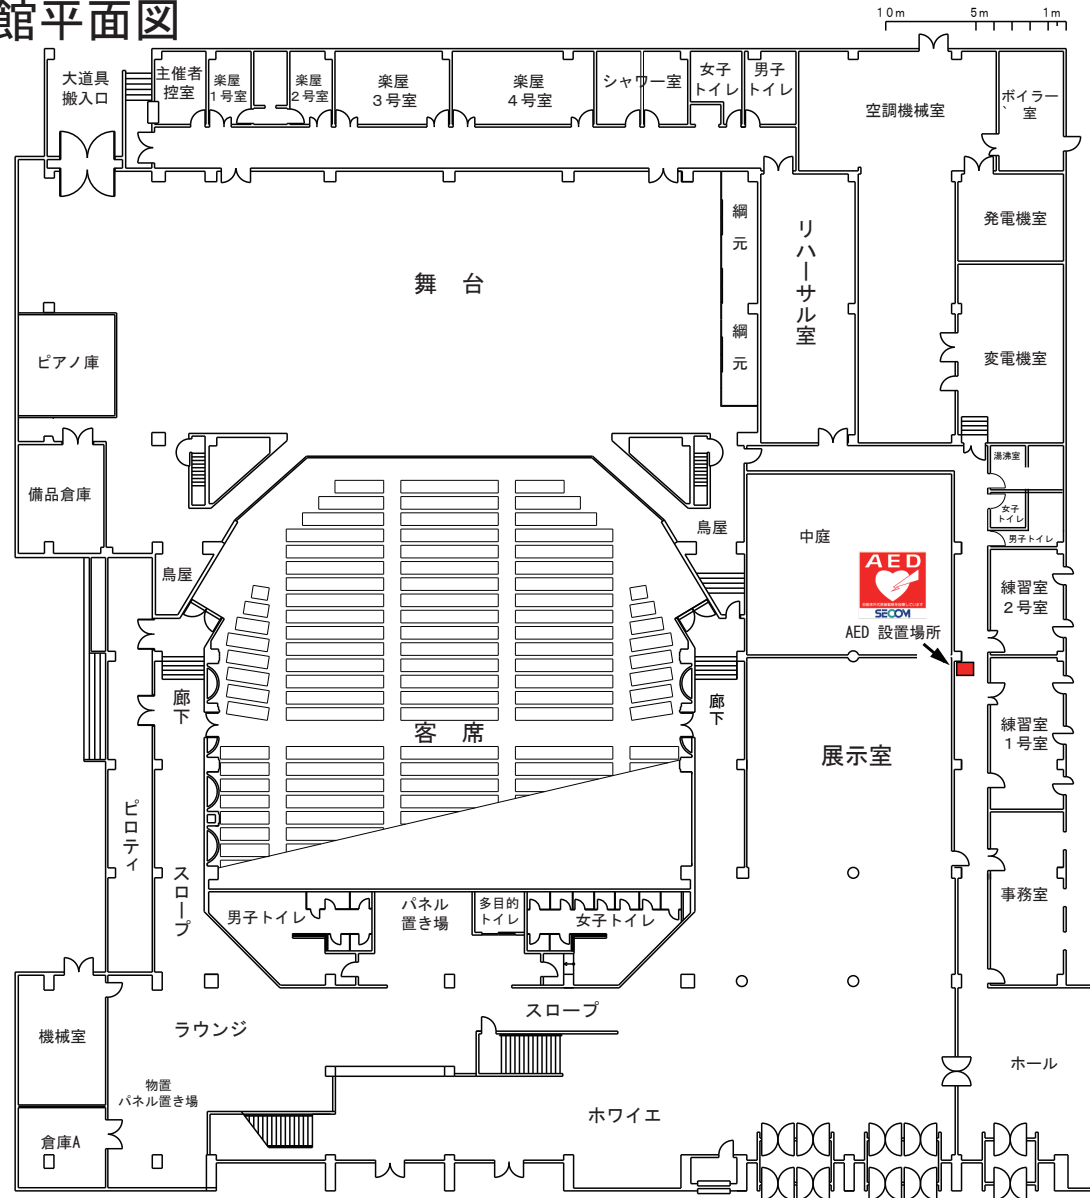 館平面図
10m 5m 1m
大道具
搬入口
主催者
控室
楽屋
1号室
楽屋
2号室
楽屋
3号室
楽屋
4号室
シャワー室
女子
トイレ
男子
トイレ
空調機械室
ボイラー
室
発電機室
変電機室
リハーサル室
綱
元
綱
元
舞 台
ピアノ庫
備品倉庫
鳥屋
鳥屋
中庭
湯沸室
女子
トイレ
男子トイレ
AED
SECOM
AED 設置場所
練習室
2号室
練習室
1号室
廊
下
廊
下
客 席
展示室
ピロティ
スロープ
男子トイレ
パネル
置き場
多目的
トイレ
女子トイレ
事務室
機械室
ラウンジ
スロープ
ホール
物置
パネル置き場
ホワイエ
倉庫A